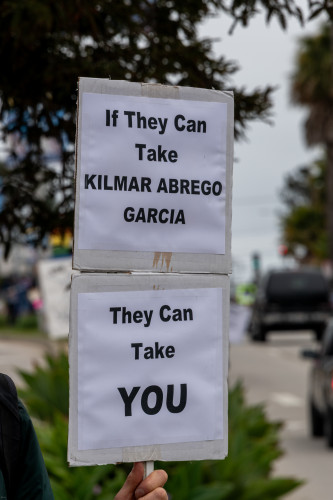 If They Can
Take
KILMAR ABREGO
GARCIA
They Can
Take
YOU